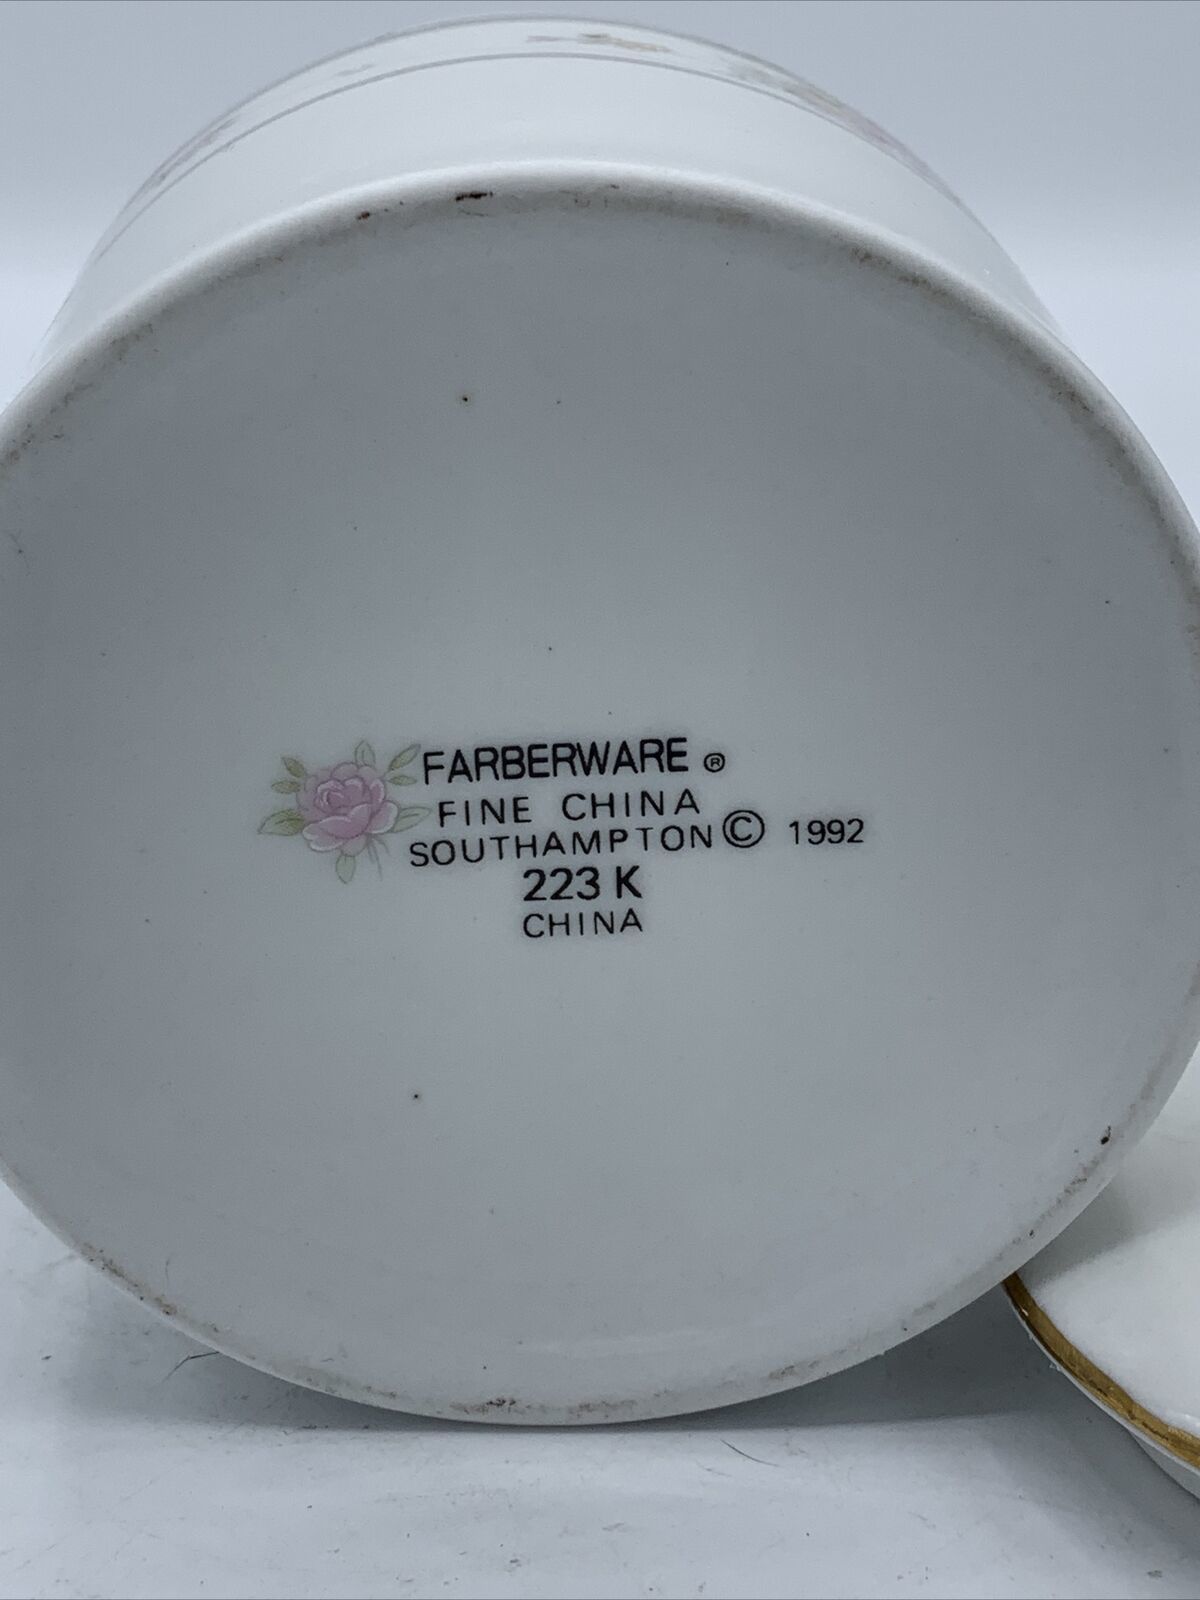 FARBERWARE ®
FINE CHINA
SOUTHAMPTON © 1992
223 K
CHINA